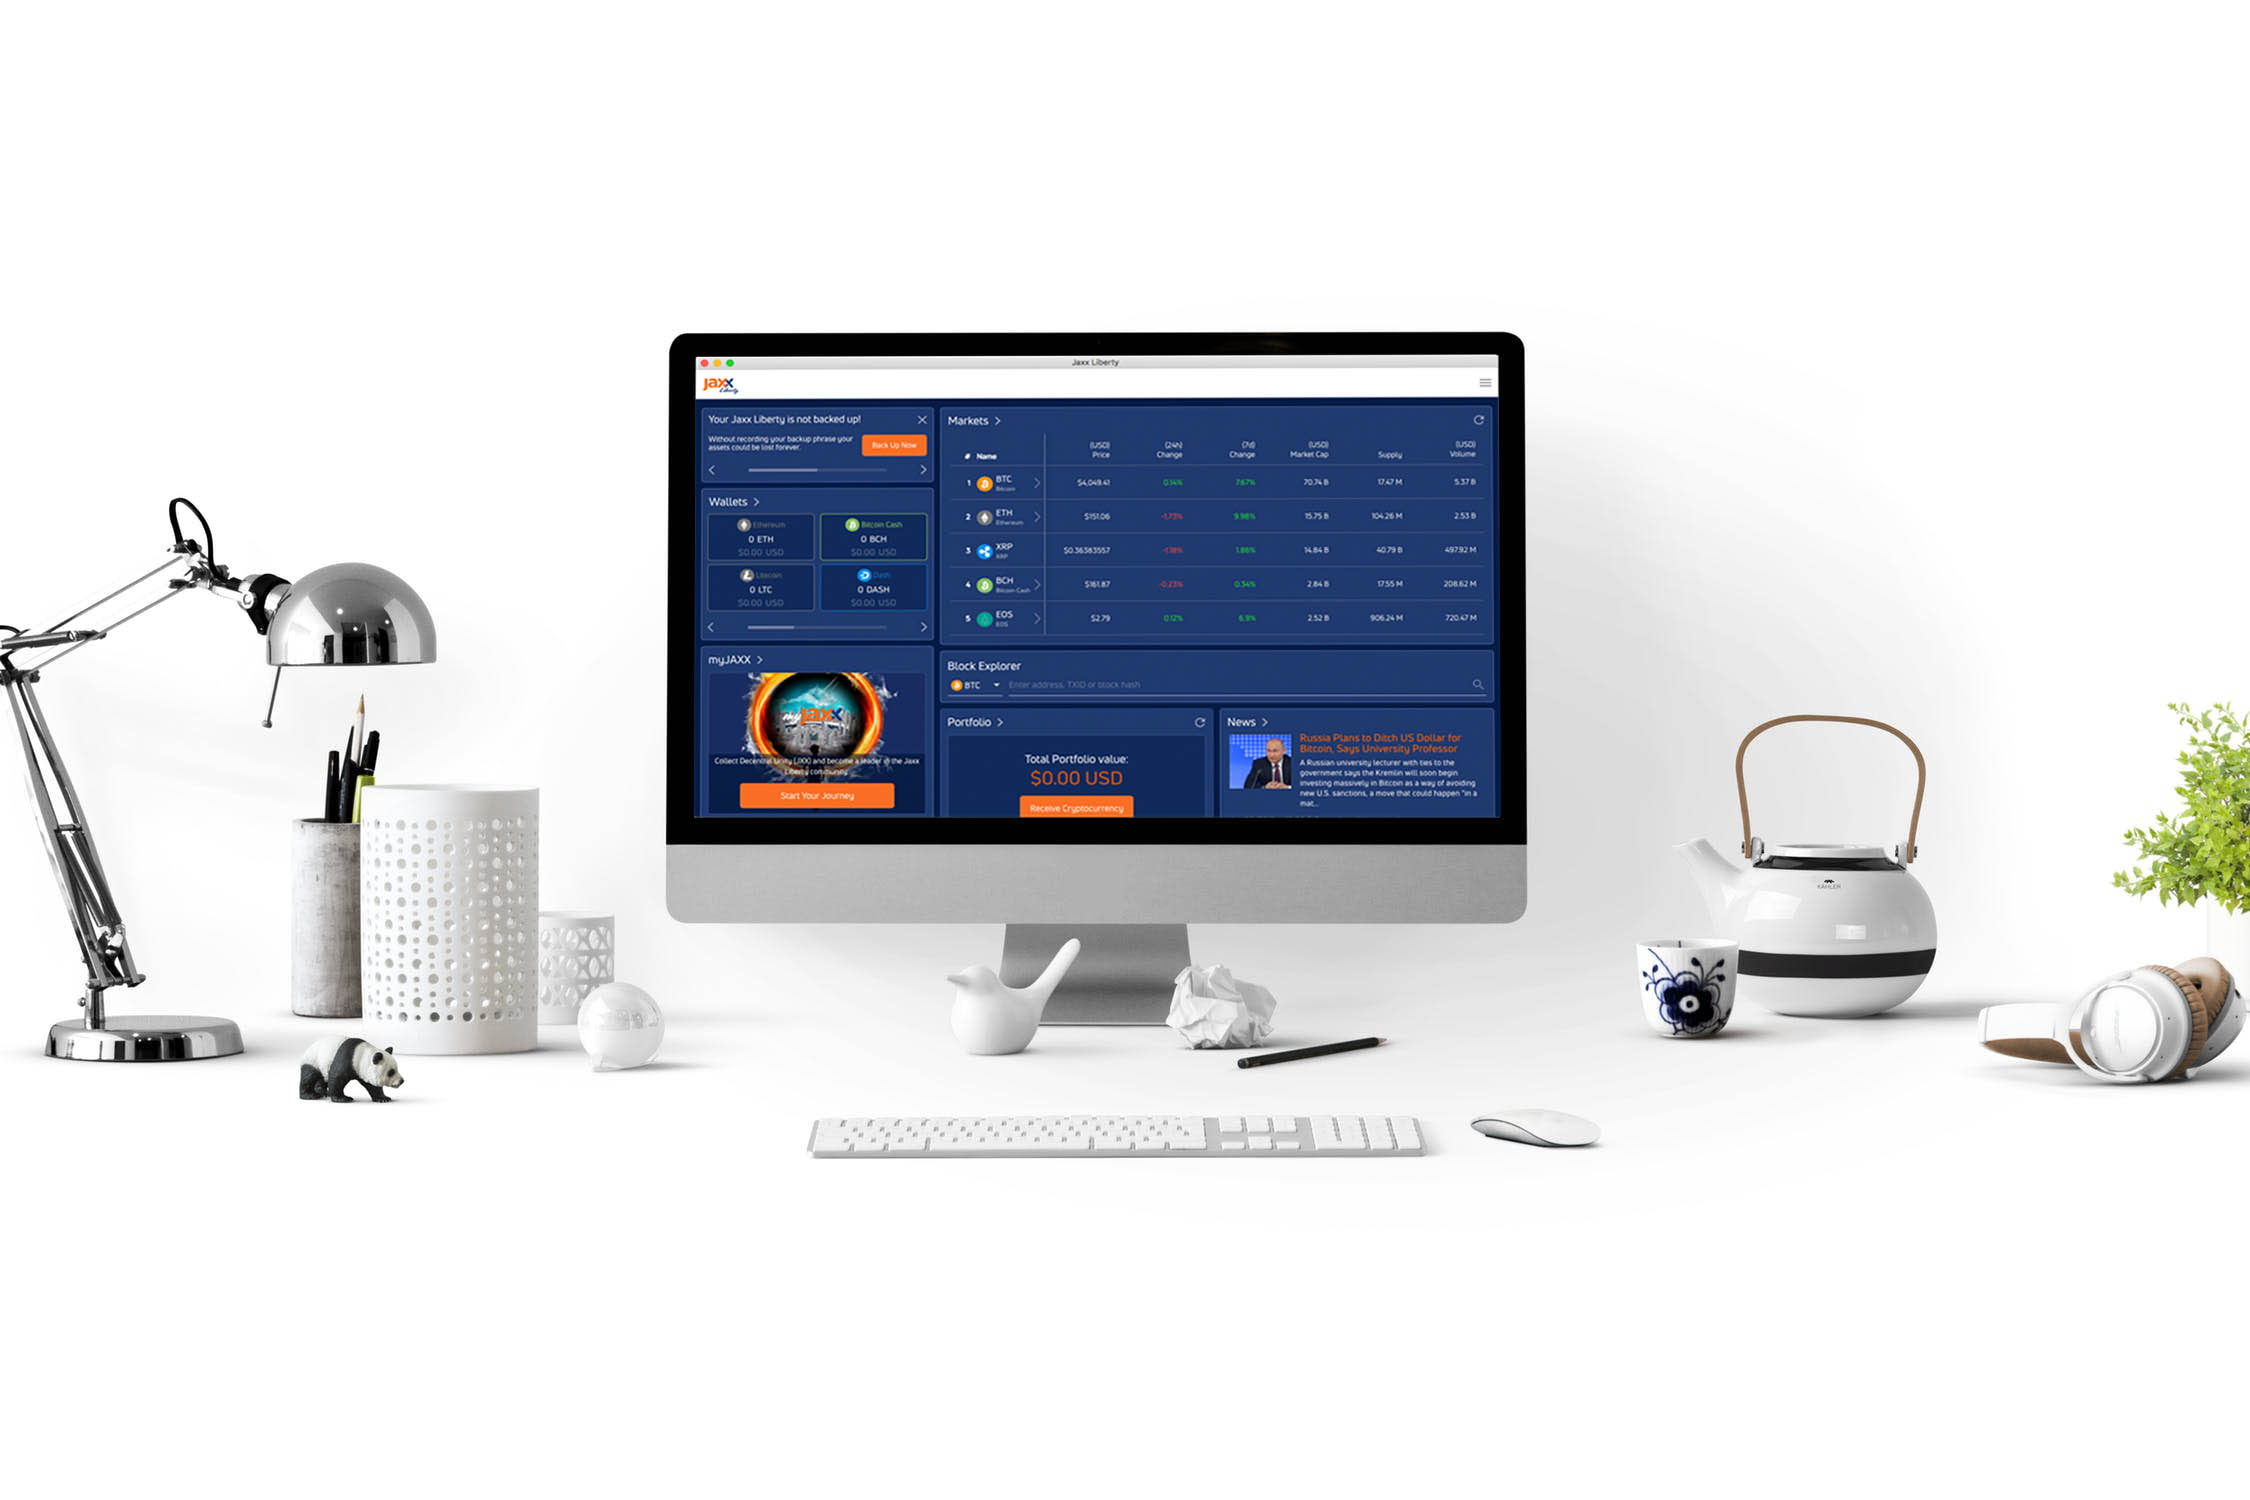 Jaxx Liberty
Jaxx
Liberty
Your Jaxx Liberty is not backed up!
Without recording your backup phrase your
assets could be lost forever.
Back Up Now
Wallets
Ethereum
0 ETH
$0.00 USD
Bitcoin Cash
0 BCH
$0.00 USD
Litecoin
0 LTC
$0.00 USD
Dash
0 DASH
$0.00 USD
myJAXX
my jaxx
Collect Decentral Unity (JXX) and become a leader in the Jaxx
Liberty community
Start Your Journey
Markets
# Name (USD) Price (24h) Change (7d) Change (USD) Market Cap Supply (USD) Volume
1 BTC Bitcoin $4,049.41 0.14% 7.67% 70.74 B 17.47 M 5.37 B
2 ETH Ethereum $151.06 -1.73% 9.98% 15.75 B 104.26 M 2.53 B
3 XRP XRP $0.36383557 -1.18% 1.86% 14.84 B 40.79 B 497.92 M
4 BCH Bitcoin Cash $161.87 -0.23% 0.34% 2.84 B 17.55 M 208.62 M
5 EOS EOS $2.79 0.12% 6.9% 2.52 B 906.24 M 720.47 M
Block Explorer
BTC Enter address, TXID or block hash
Portfolio
Total Portfolio value:
$0.00 USD
Receive Cryptocurrency
News
Russia Plans to Ditch US Dollar for
Bitcoin, Says University Professor
A Russian university lecturer with ties to the
government says the Kremlin will soon begin
investing massively in Bitcoin as a way of avoiding
new U.S. sanctions, a move that could happen "in a
mat...
KÄHLER